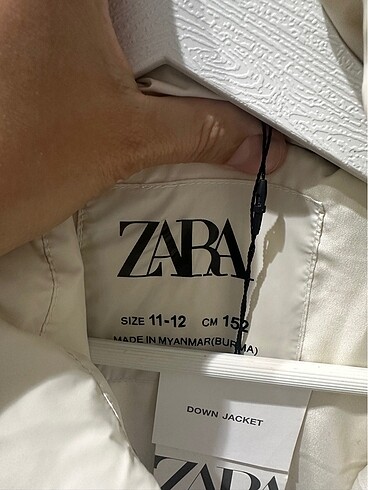 ZARA
SIZE 11-12 CM 152
MADE IN MYANMAR(BURMA)
DOWN JACKET
ZARA